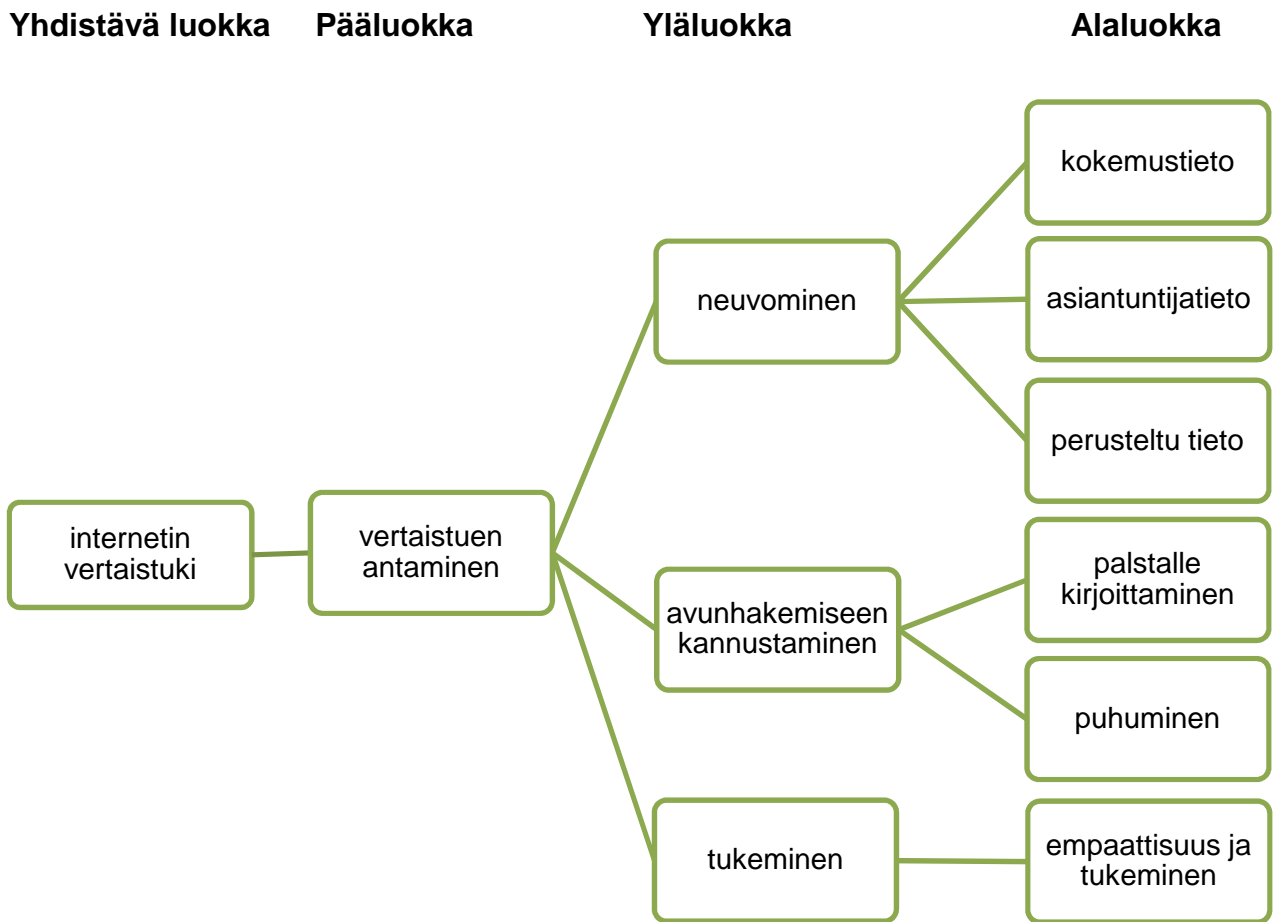 Yhdistävä luokka Pääluokka Yläluokka Alaluokka
kokemustieto
neuvominen
asiantuntijatieto
perusteltu tieto
internetin
vertaistuki
vertaistuen
antaminen
avunhakemiseen
kannustaminen
palstalle
kirjoittaminen
puhuminen
tukeminen
empaattisuus ja
tukeminen